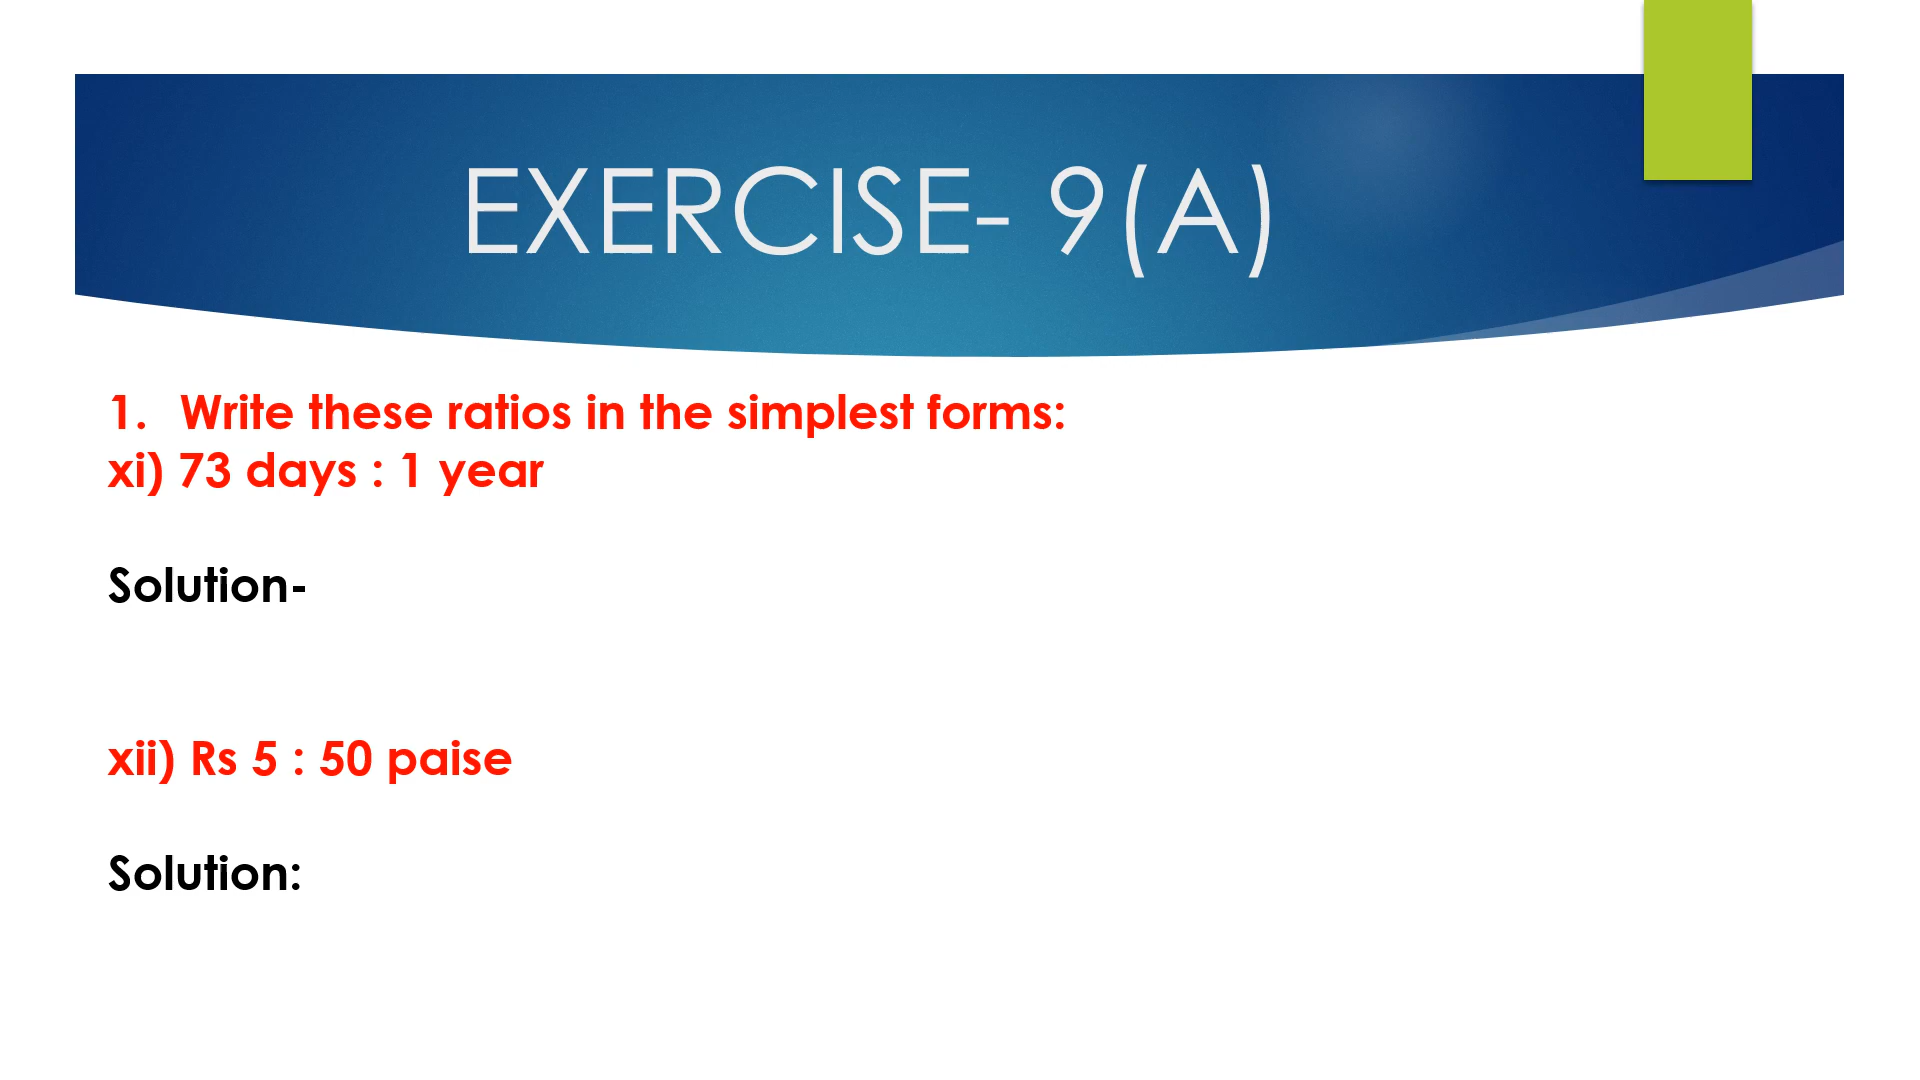 EXERCISE- 9(A)
1. Write these ratios in the simplest forms:
xi) 73 days : 1 year
Solution-
xii) Rs 5 : 50 paise
Solution: